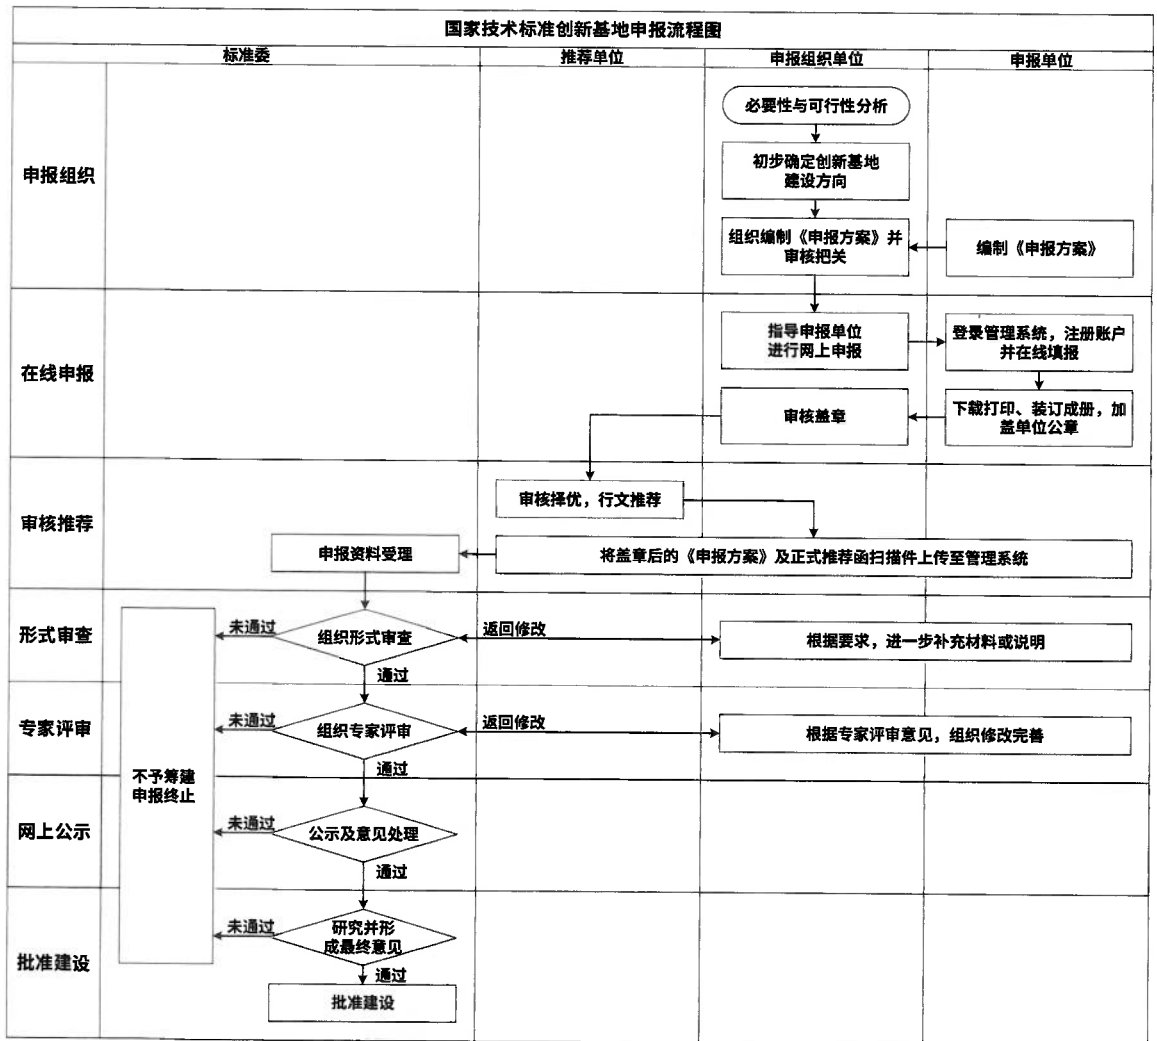 国家技术标准创新基地申报流程图
标准委
推荐单位
申报组织单位
申报单位
申报组织
必要性与可行性分析
初步确定创新基地
建设方向
组织编制《申报方案》并
审核把关
编制《申报方案》
在线申报
指导申报单位
进行网上申报
登录管理系统，注册账户
并在线填报
审核盖章
下载打印、装订成册，加
盖单位公章
审核推荐
审核择优，行文推荐
申报资料受理
将盖章后的《申报方案》及正式推荐函扫描件上传至管理系统
形式审查
未通过
组织形式审查
返回修改
根据要求，进一步补充材料或说明
通过
专家评审
未通过
组织专家评审
返回修改
根据专家评审意见，组织修改完善
通过
不予筹建
申报终止
网上公示
未通过
公示及意见处理
通过
批准建设
未通过
研究并形
成最终意见
通过
批准建设